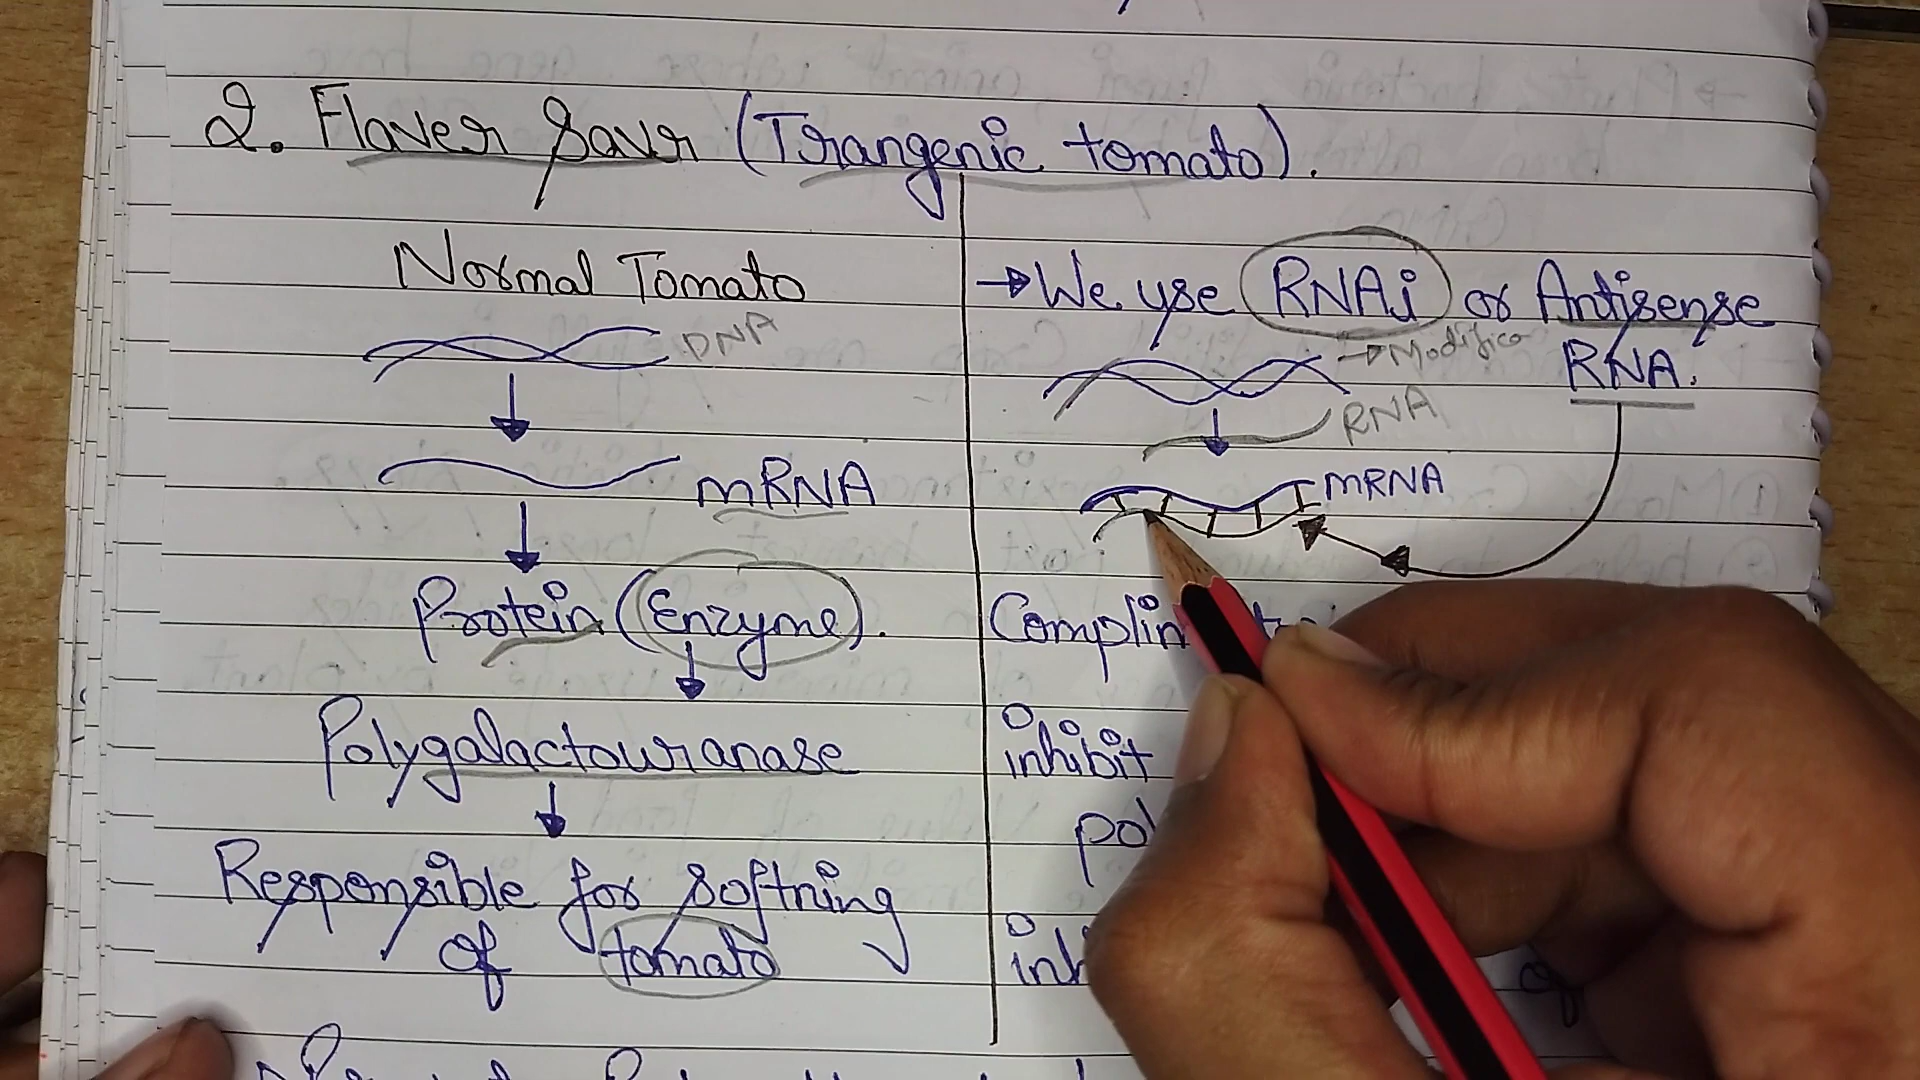 2. Flaver Savr (Trangenic tomato).
Normal Tomato
DNA
mRNA
Protein (Enzyme).
Polygalactouranase
Responsible for Softning
of tomato
→We use RNAi or Antisense
RNA.
→Modifica
RNA
mRNA
inhibit